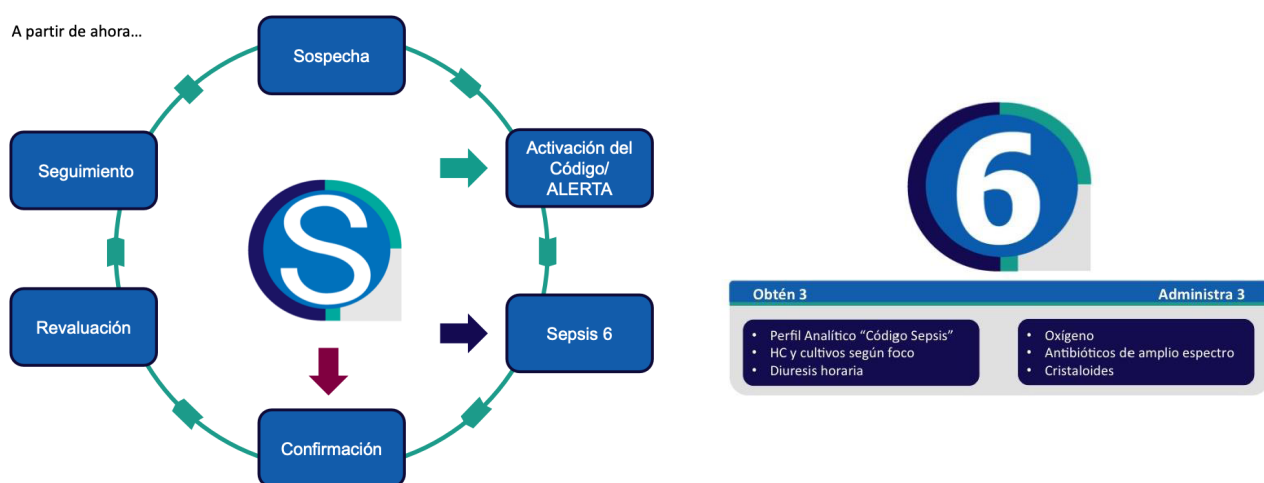 A partir de ahora...
Sospecha
Activación del
Código/
ALERTA
Sepsis 6
Confirmación
Revaluación
Seguimiento
S
6
Obtén 3
• Perfil Analítico “Código Sepsis”
• HC y cultivos según foco
• Diuresis horaria
Administra 3
• Oxígeno
• Antibióticos de amplio espectro
• Cristaloides